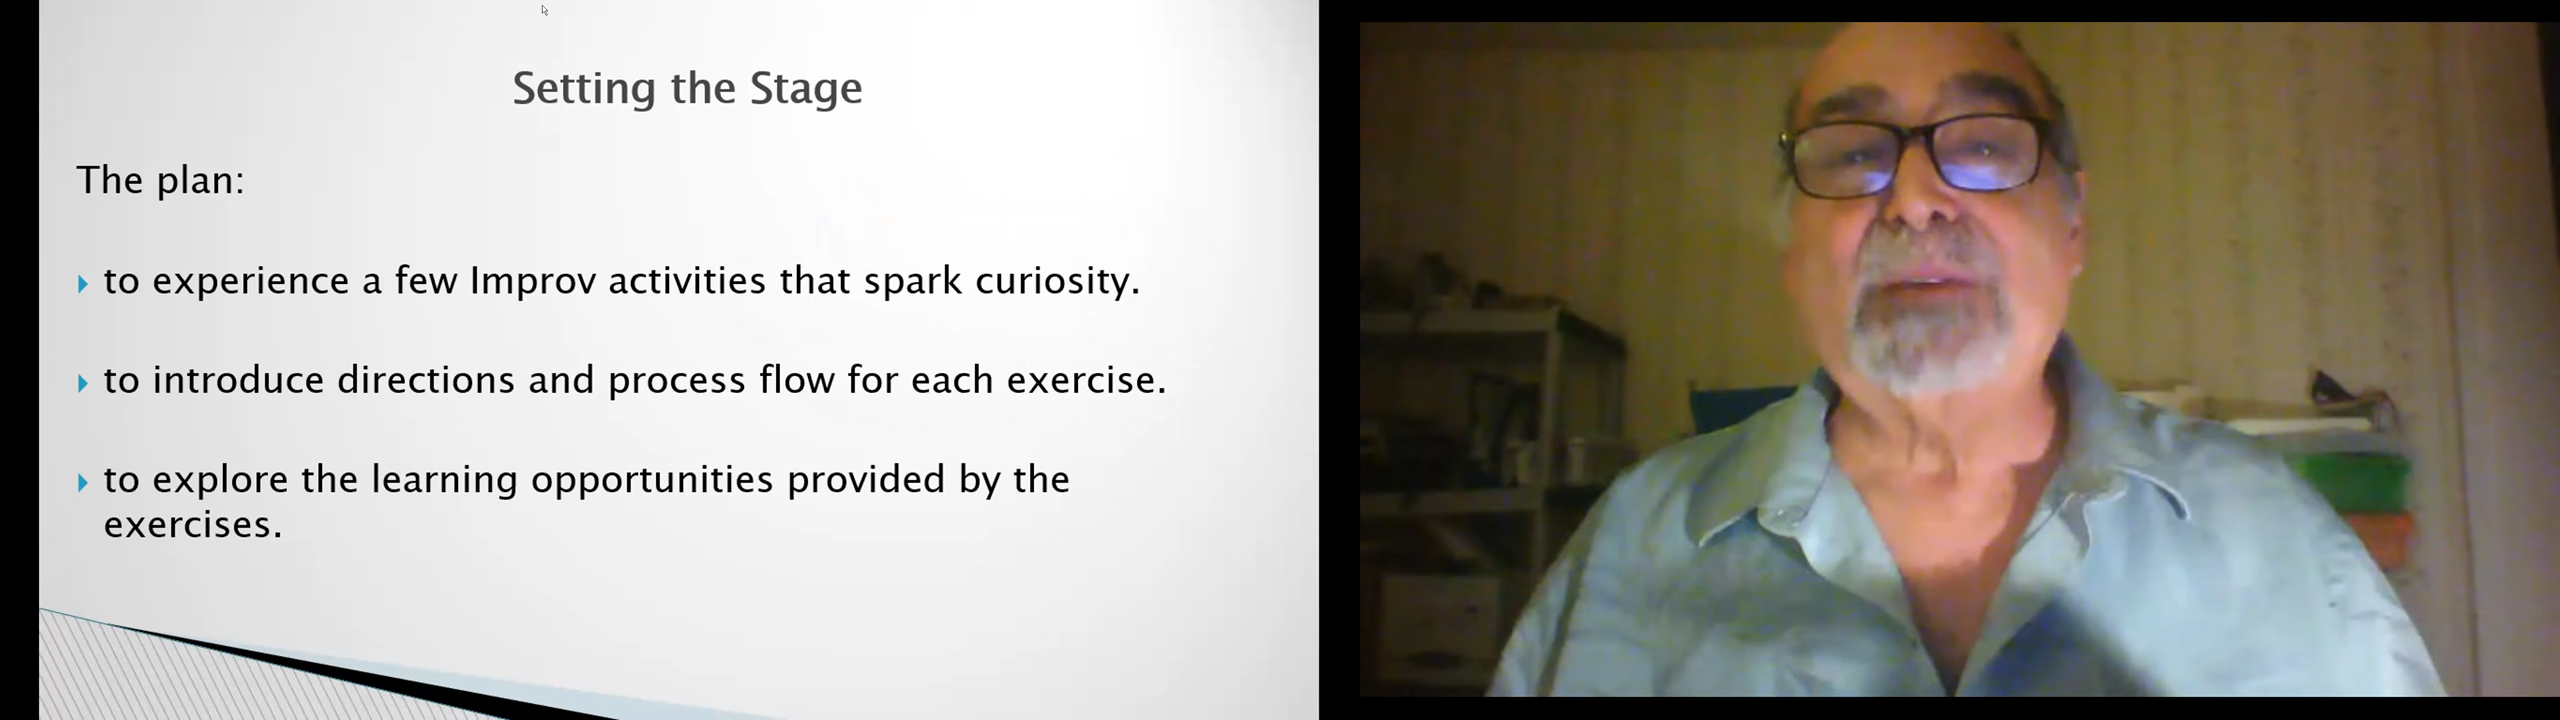 Setting the Stage
The plan:
to experience a few Improv activities that spark curiosity.
to introduce directions and process flow for each exercise.
to explore the learning opportunities provided by the
exercises.